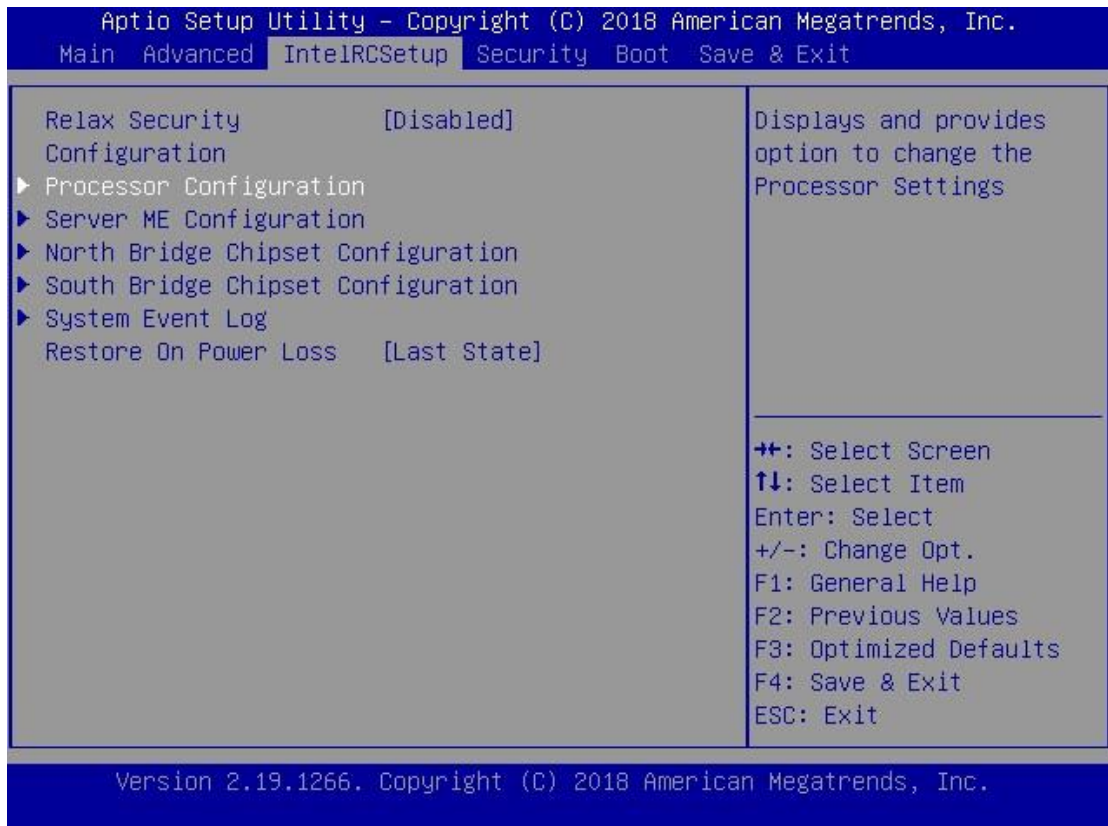 Aptio Setup Utility – Copyright (C) 2018 American Megatrends, Inc.
Main Advanced IntelRCSetup Security Boot Save & Exit
Relax Security [Disabled]
Configuration
Processor Configuration
Server ME Configuration
North Bridge Chipset Configuration
South Bridge Chipset Configuration
System Event Log
Restore On Power Loss [Last State]
Displays and provides
option to change the
Processor Settings
→←: Select Screen
↑↓: Select Item
Enter: Select
+/-: Change Opt.
F1: General Help
F2: Previous Values
F3: Optimized Defaults
F4: Save & Exit
ESC: Exit
Version 2.19.1266. Copyright (C) 2018 American Megatrends, Inc.